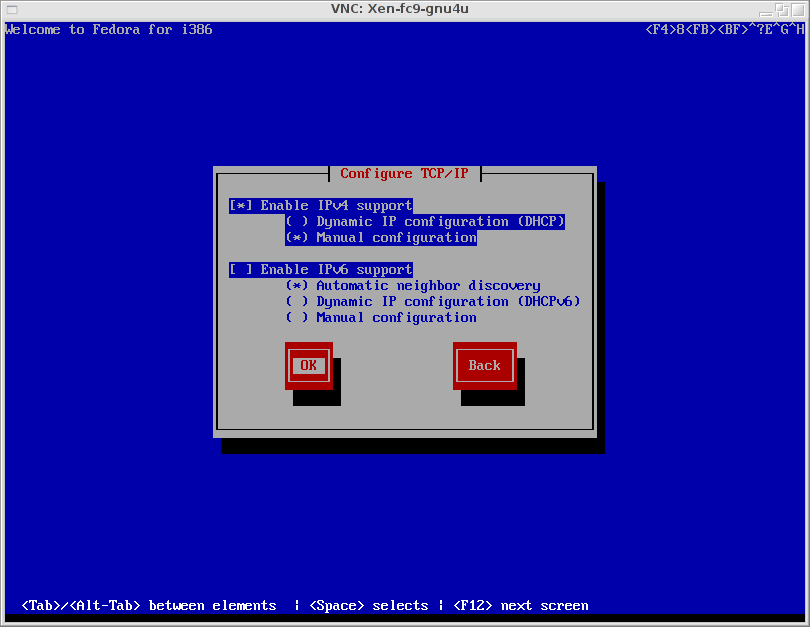 VNC: Xen-fc9-gnu4u
Welcome to Fedora for i386 <F4>8<FB><BF>^?E^G^H
Configure TCP/IP
[*] Enable IPv4 support
( ) Dynamic IP configuration (DHCP)
(*) Manual configuration
[ ] Enable IPv6 support
(*) Automatic neighbor discovery
( ) Dynamic IP configuration (DHCPv6)
( ) Manual configuration
OK Back
<Tab>/<Alt-Tab> between elements | <Space> selects | <F12> next screen